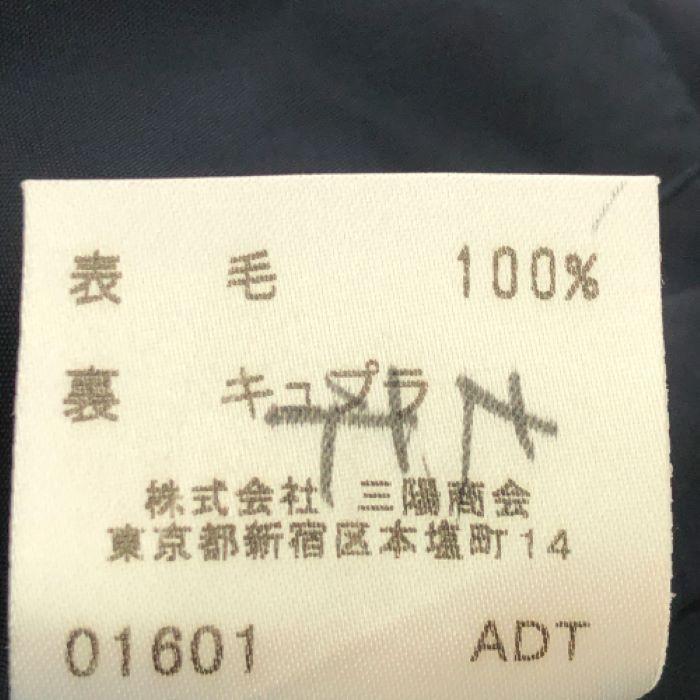 表 毛 100%
裏 キュプラ
株式会社 三陽商会
東京都新宿区本塩町14
01601 ADT